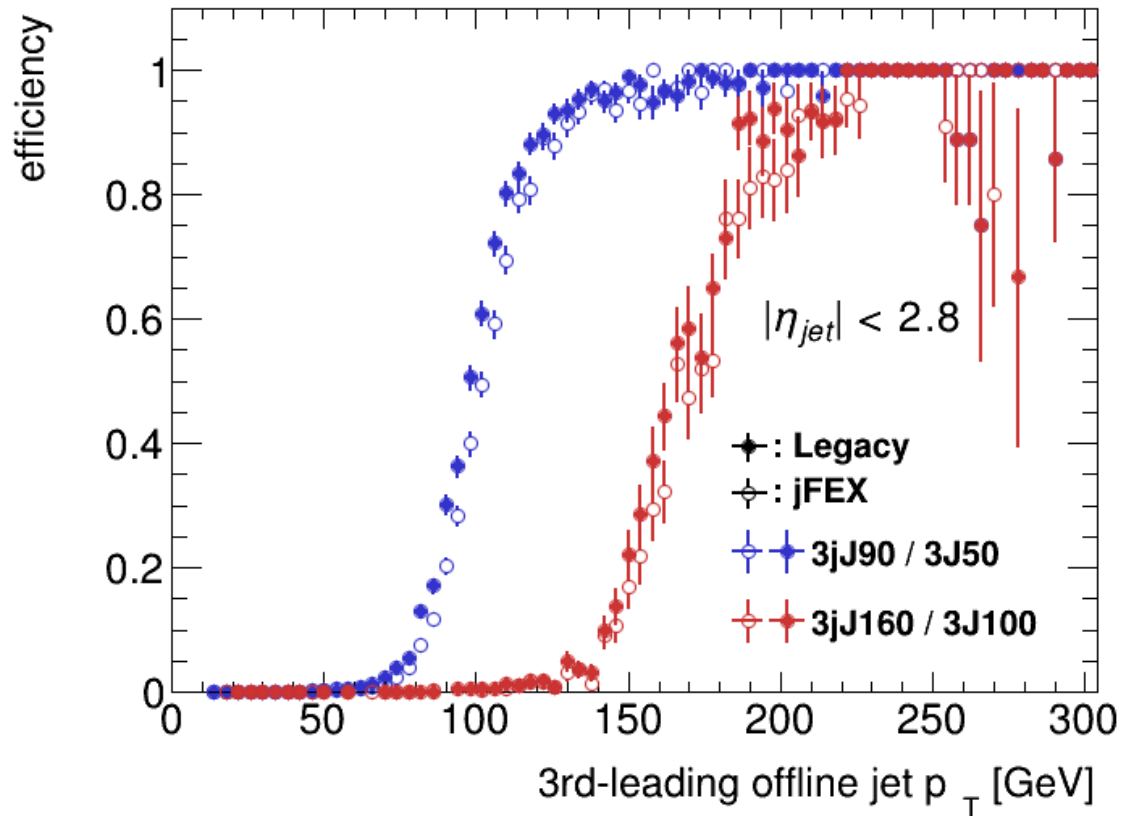 efficiency
1
0.8
0.6
0.4
0.2
0
|η_jet| < 2.8
: Legacy
: jFEX
3jJ90 / 3J50
3jJ160 / 3J100
0 50 100 150 200 250 300
3rd-leading offline jet p_T [GeV]